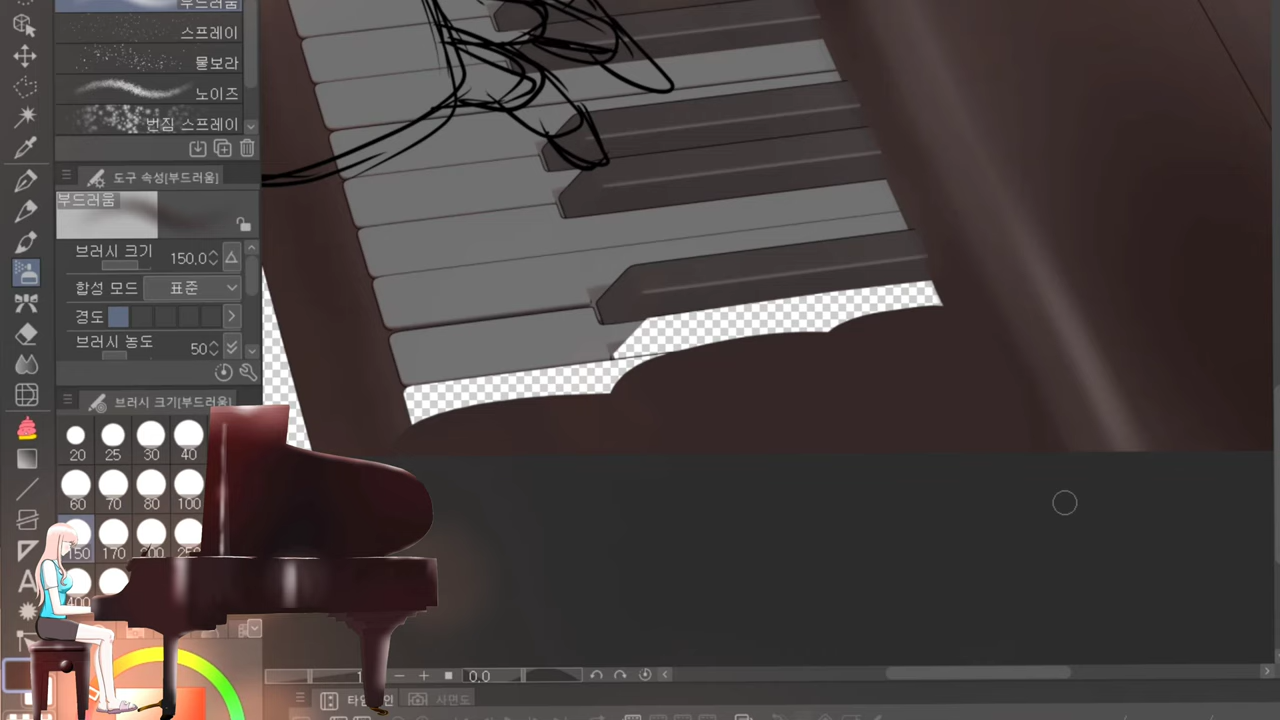 부드러움
스프레이
물보라
노이즈
번짐 스프레이
도구 속성[부드러움]
부드러움
브러시 크기 150.0
합성 모드 표준
경도
브러시 농도 50
브러시 크기[부드러움]
20 25 30 40
60 70 80 100
150 170 200 250
400
0.0
사면도